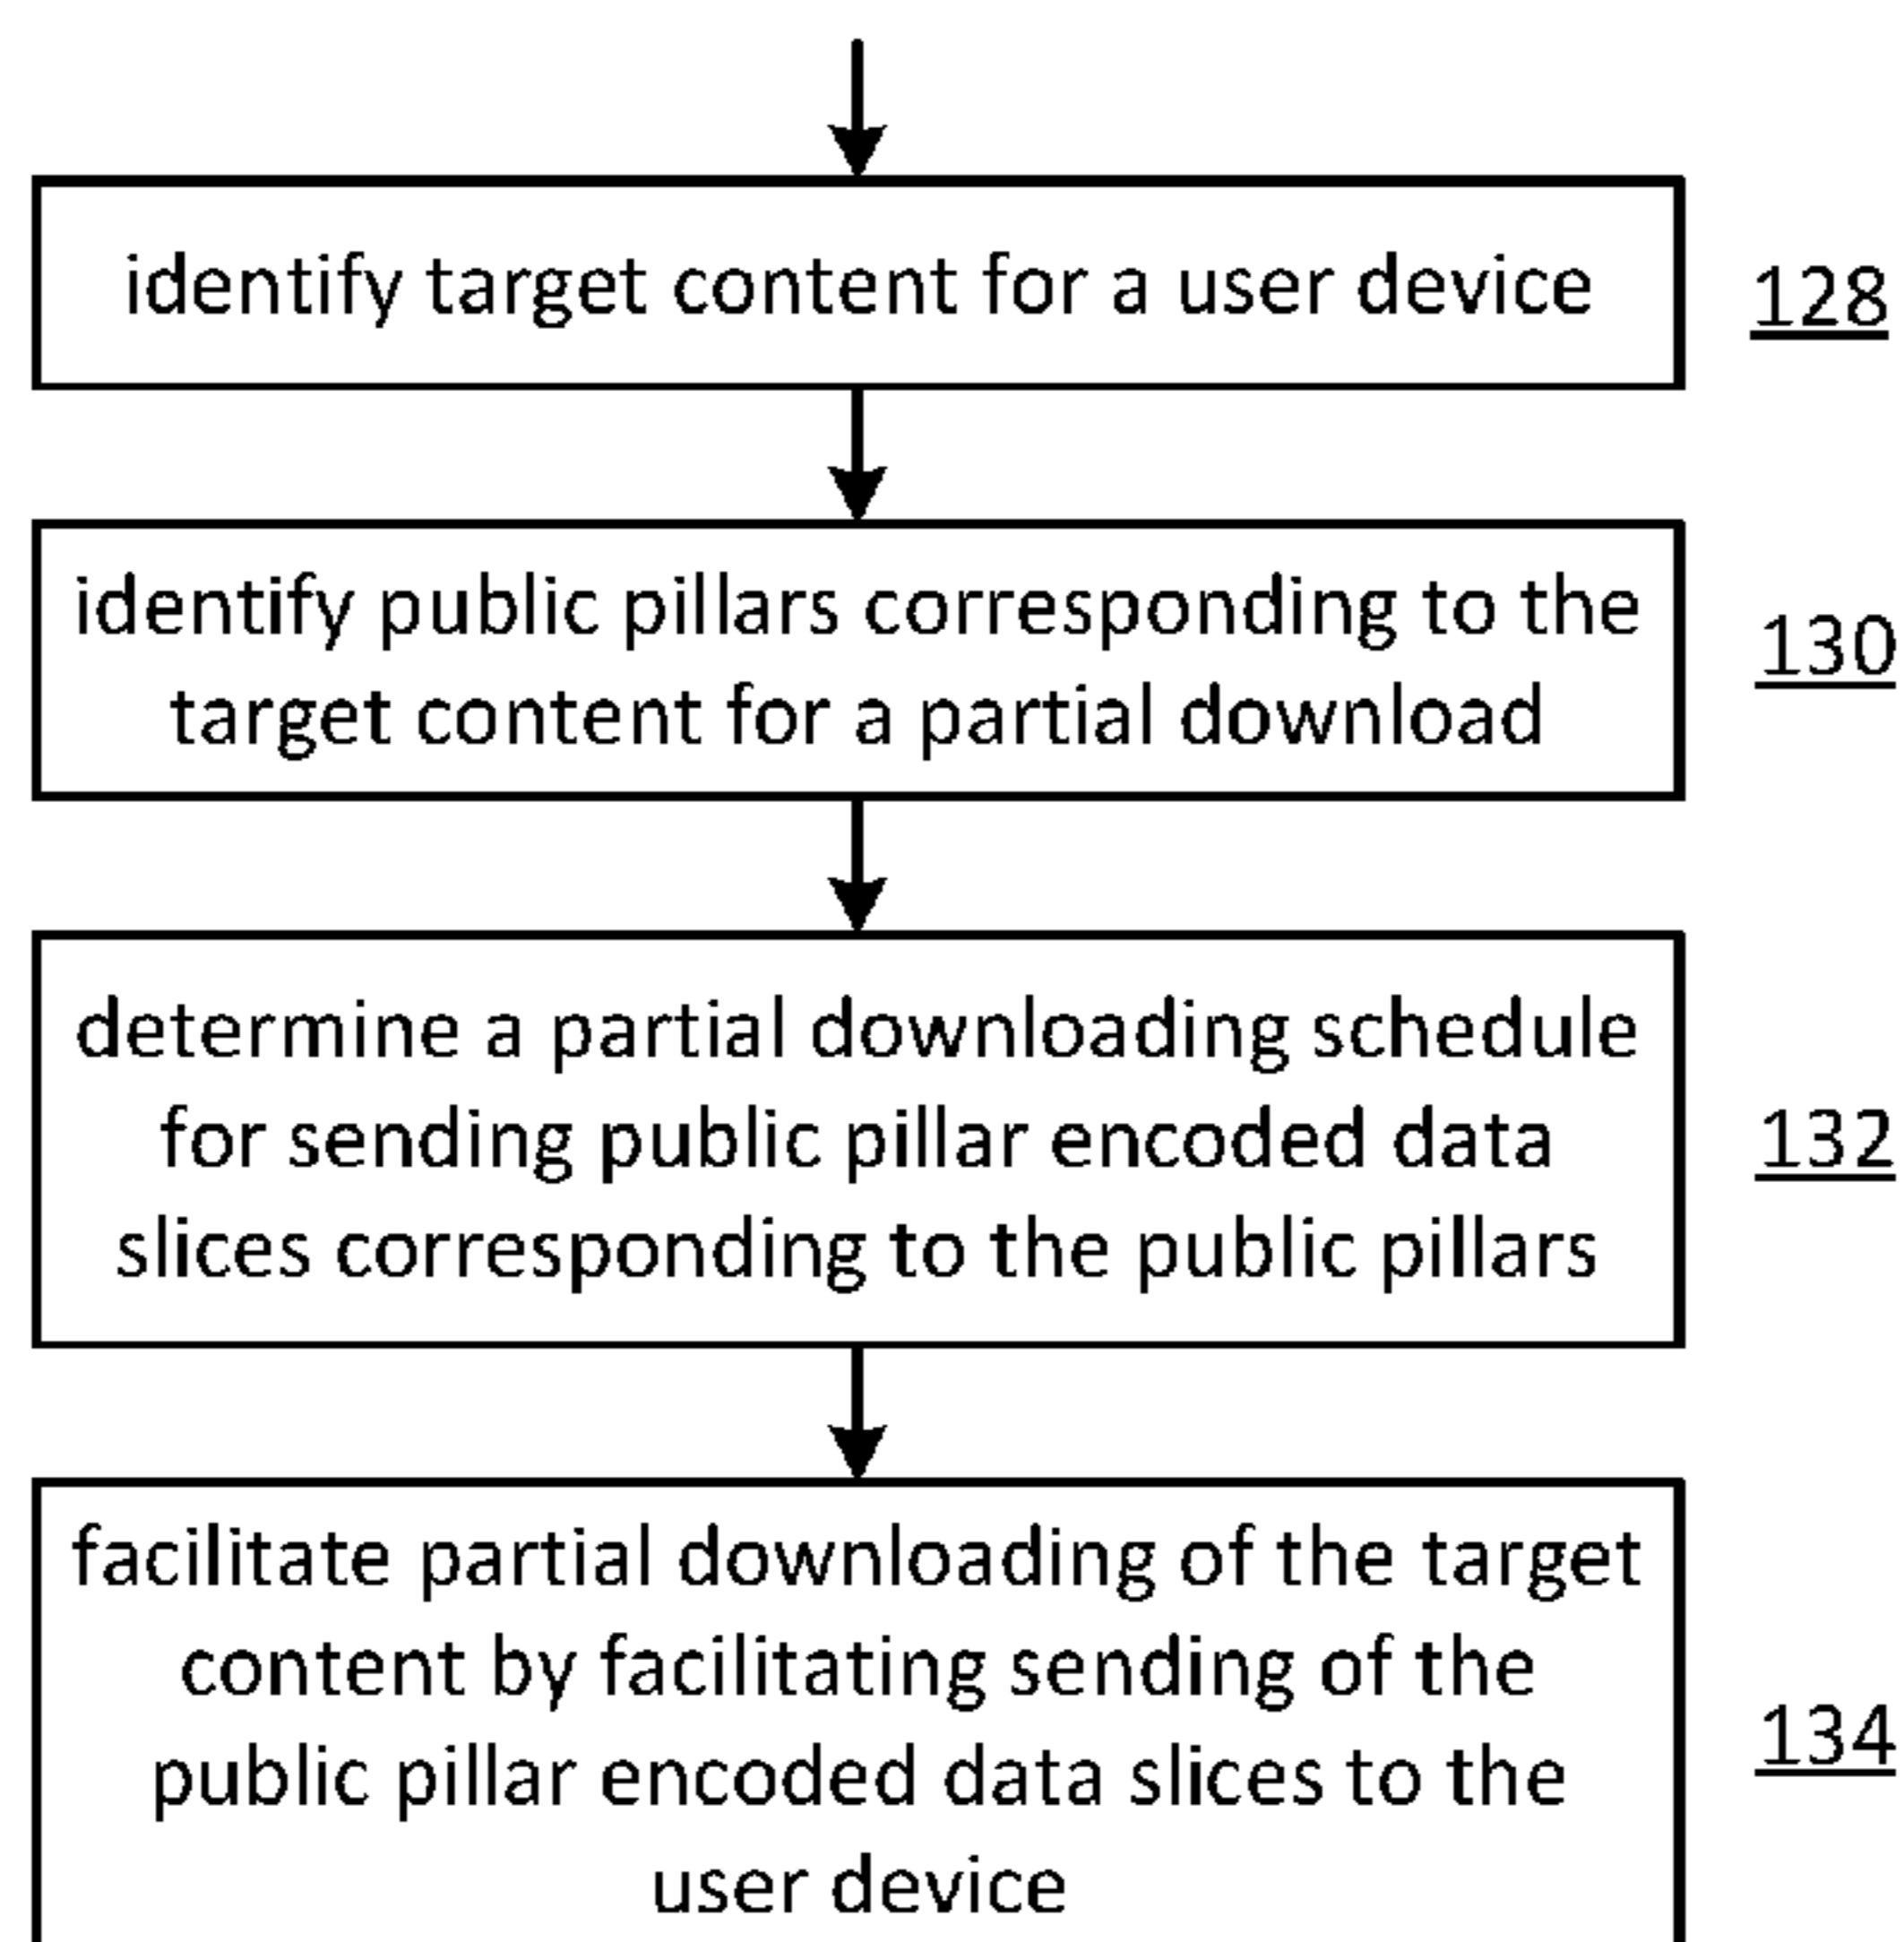 identify target content for a user device
128
identify public pillars corresponding to the
target content for a partial download
130
determine a partial downloading schedule
for sending public pillar encoded data
slices corresponding to the public pillars
132
facilitate partial downloading of the target
content by facilitating sending of the
public pillar encoded data slices to the
user device
134